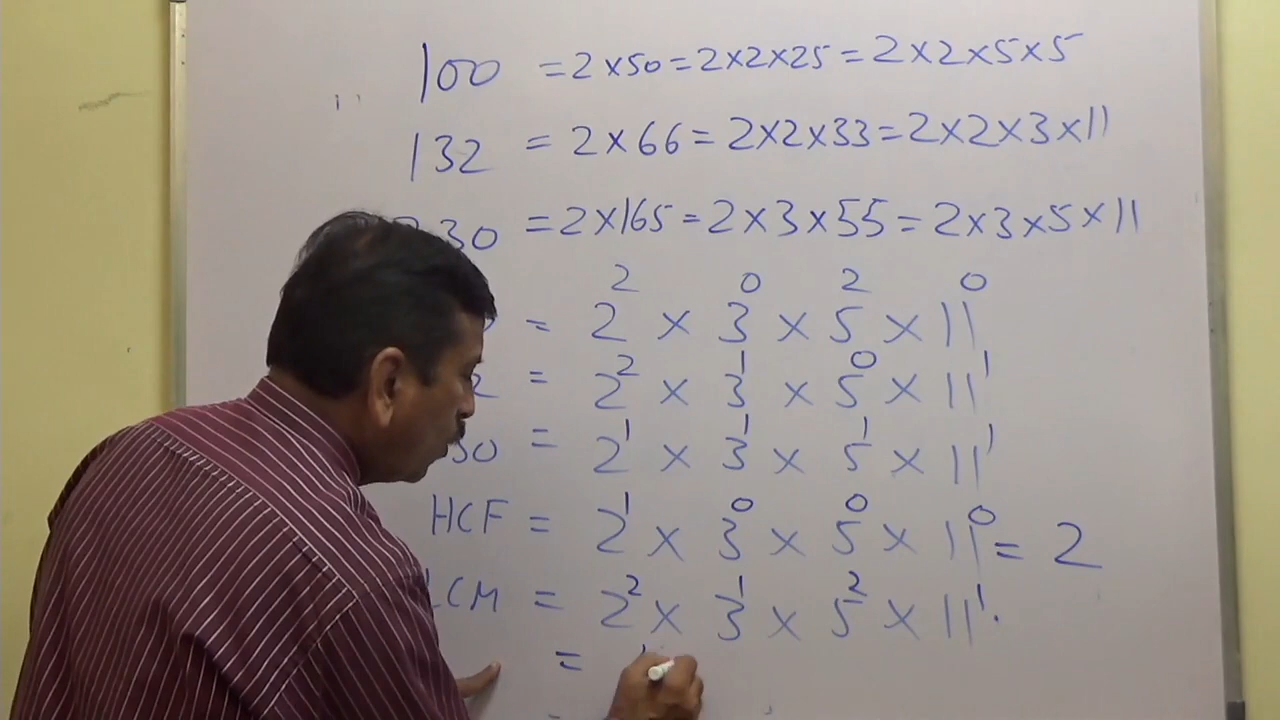 100 = 2 x 50 = 2 x 2 x 25 = 2 x 2 x 5 x 5
132 = 2 x 66 = 2 x 2 x 33 = 2 x 2 x 3 x 11
30 = 2 x 165 = 2 x 3 x 55 = 2 x 3 x 5 x 11
= 2² x 3⁰ x 5² x 11⁰
2 = 2² x 3¹ x 5⁰ x 11¹
30 = 2¹ x 3¹ x 5¹ x 11¹
HCF = 2¹ x 3⁰ x 5⁰ x 11⁰ = 2
LCM = 2² x 3¹ x 5² x 11¹.
=